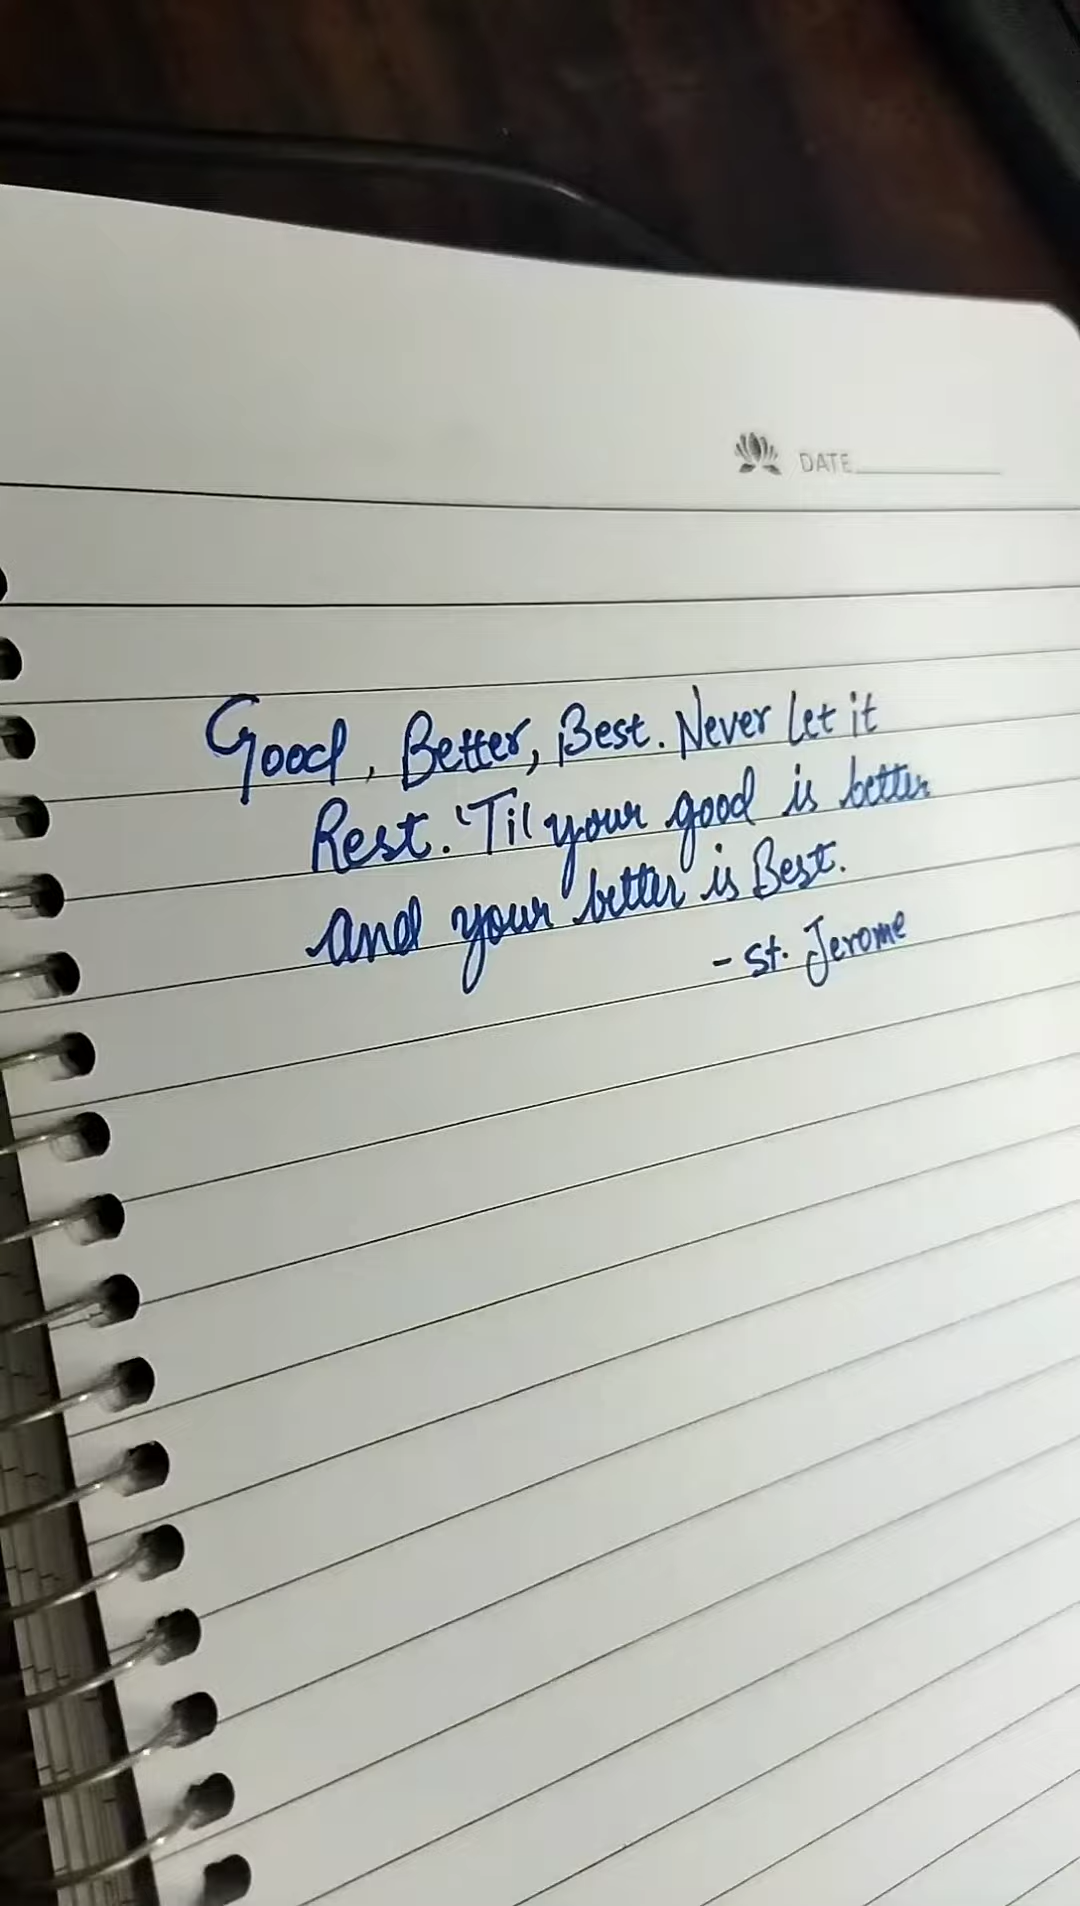 DATE
Good, Better, Best. Never let it
Rest. 'Til your good is better
and your better is Best.
- St. Jerome